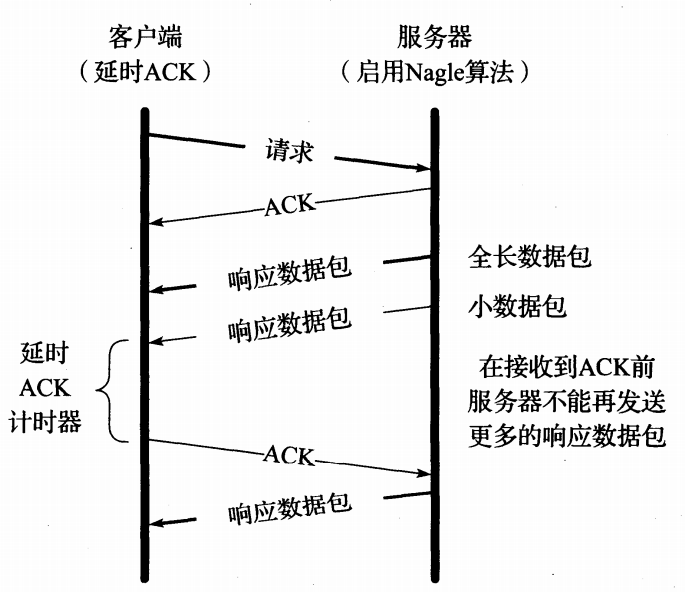 客户端
（延时ACK）
服务器
（启用Nagle算法）
请求
ACK
响应数据包
全长数据包
响应数据包
小数据包
延时
ACK
计时器
在接收到ACK前
服务器不能再发送
更多的响应数据包
ACK
响应数据包